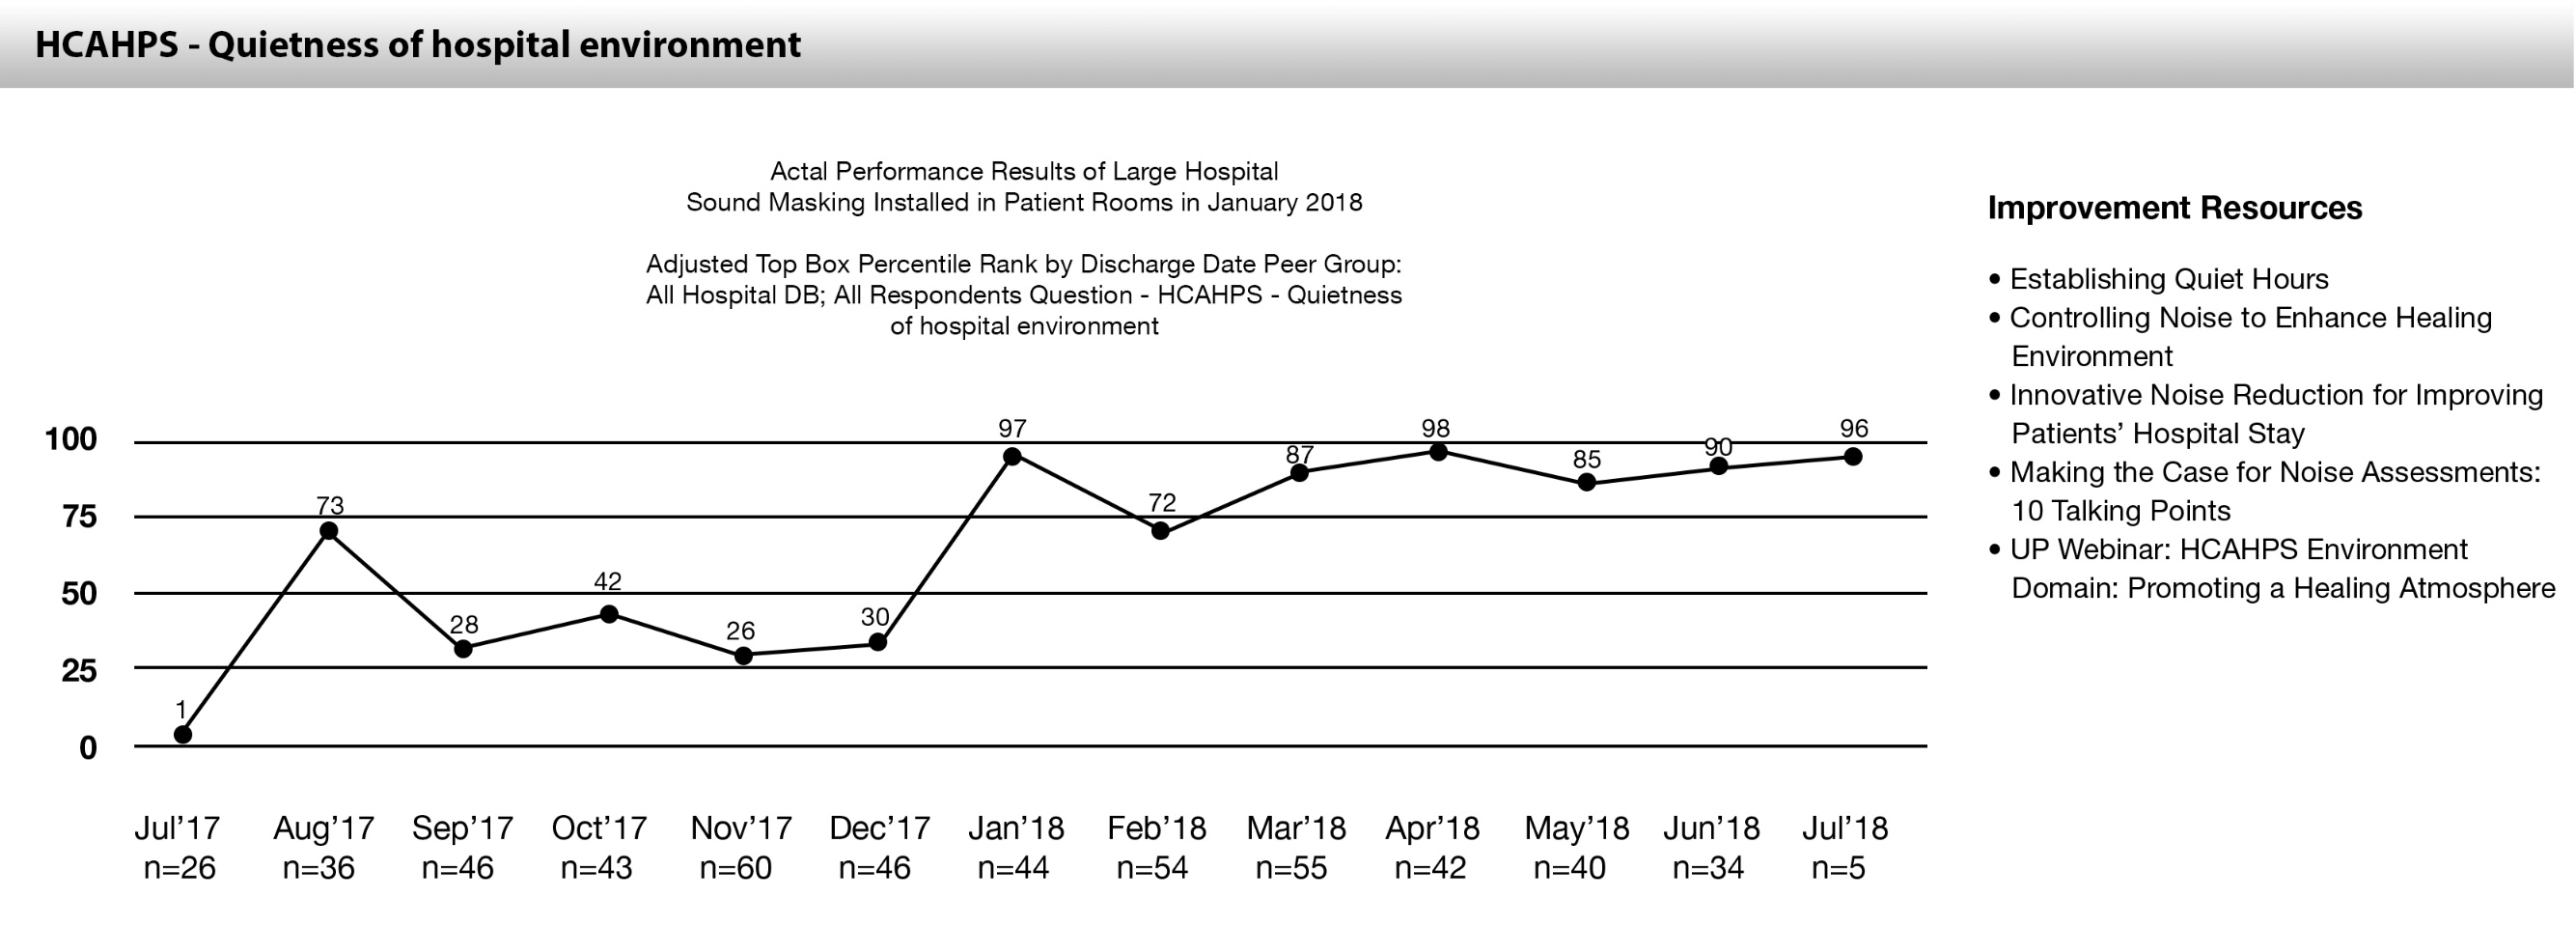 HCAHPS - Quietness of hospital environment
Actal Performance Results of Large Hospital
Sound Masking Installed in Patient Rooms in January 2018
Adjusted Top Box Percentile Rank by Discharge Date Peer Group:
All Hospital DB; All Respondents Question - HCAHPS - Quietness
of hospital environment
100
75
50
25
0
1
73
28
42
26
30
97
72
87
98
85
90
96
Jul’17 Aug’17 Sep’17 Oct’17 Nov’17 Dec’17 Jan’18 Feb’18 Mar’18 Apr’18 May’18 Jun’18 Jul’18
n=26 n=36 n=46 n=43 n=60 n=46 n=44 n=54 n=55 n=42 n=40 n=34 n=5
Improvement Resources
• Establishing Quiet Hours
• Controlling Noise to Enhance Healing
Environment
• Innovative Noise Reduction for Improving
Patients’ Hospital Stay
• Making the Case for Noise Assessments:
10 Talking Points
• UP Webinar: HCAHPS Environment
Domain: Promoting a Healing Atmosphere